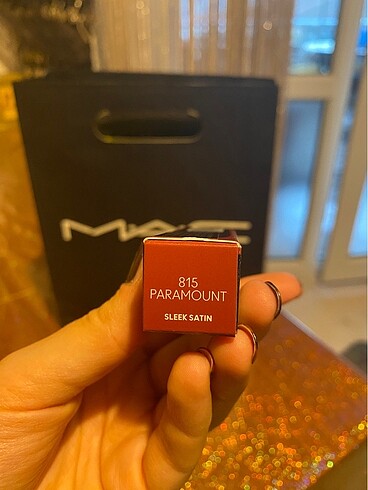 MAC
815
PARAMOUNT
SLEEK SATIN